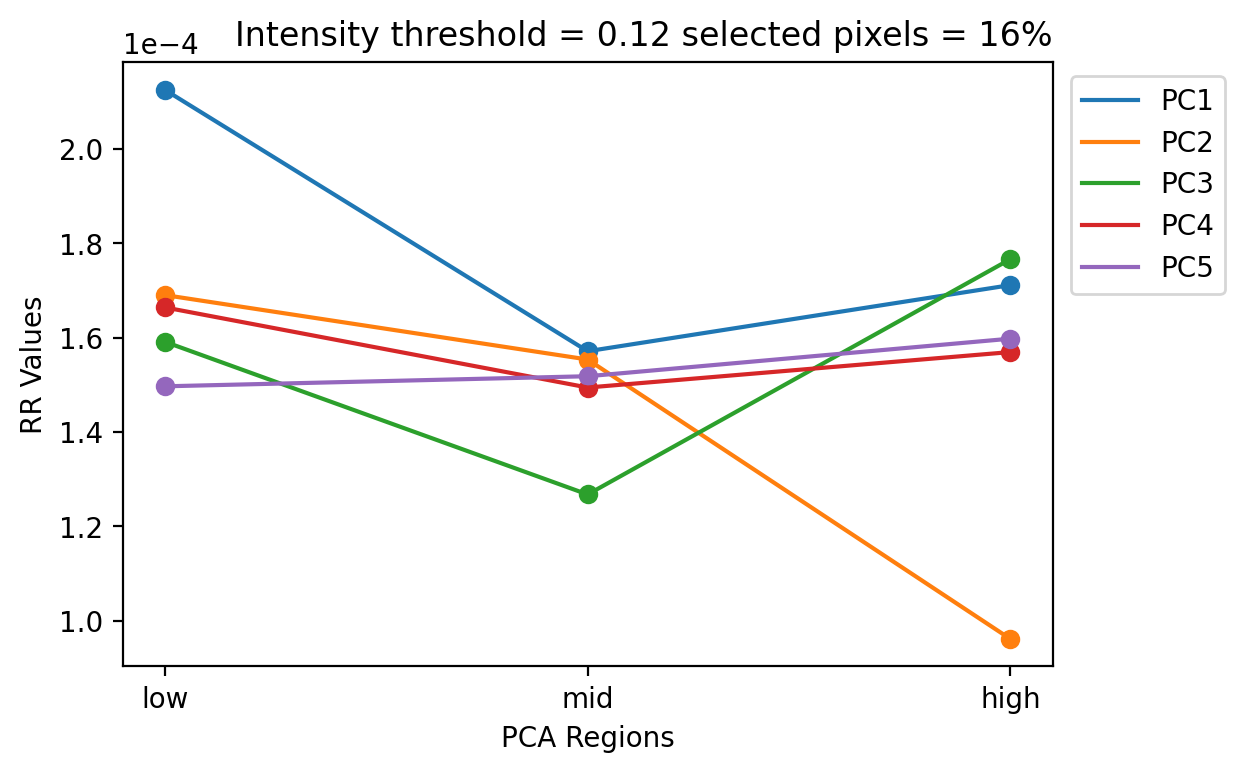 Intensity threshold = 0.12 selected pixels = 16%
1e−4
2.0
1.8
1.6
1.4
1.2
1.0
RR Values
low mid high
PCA Regions
PC1
PC2
PC3
PC4
PC5